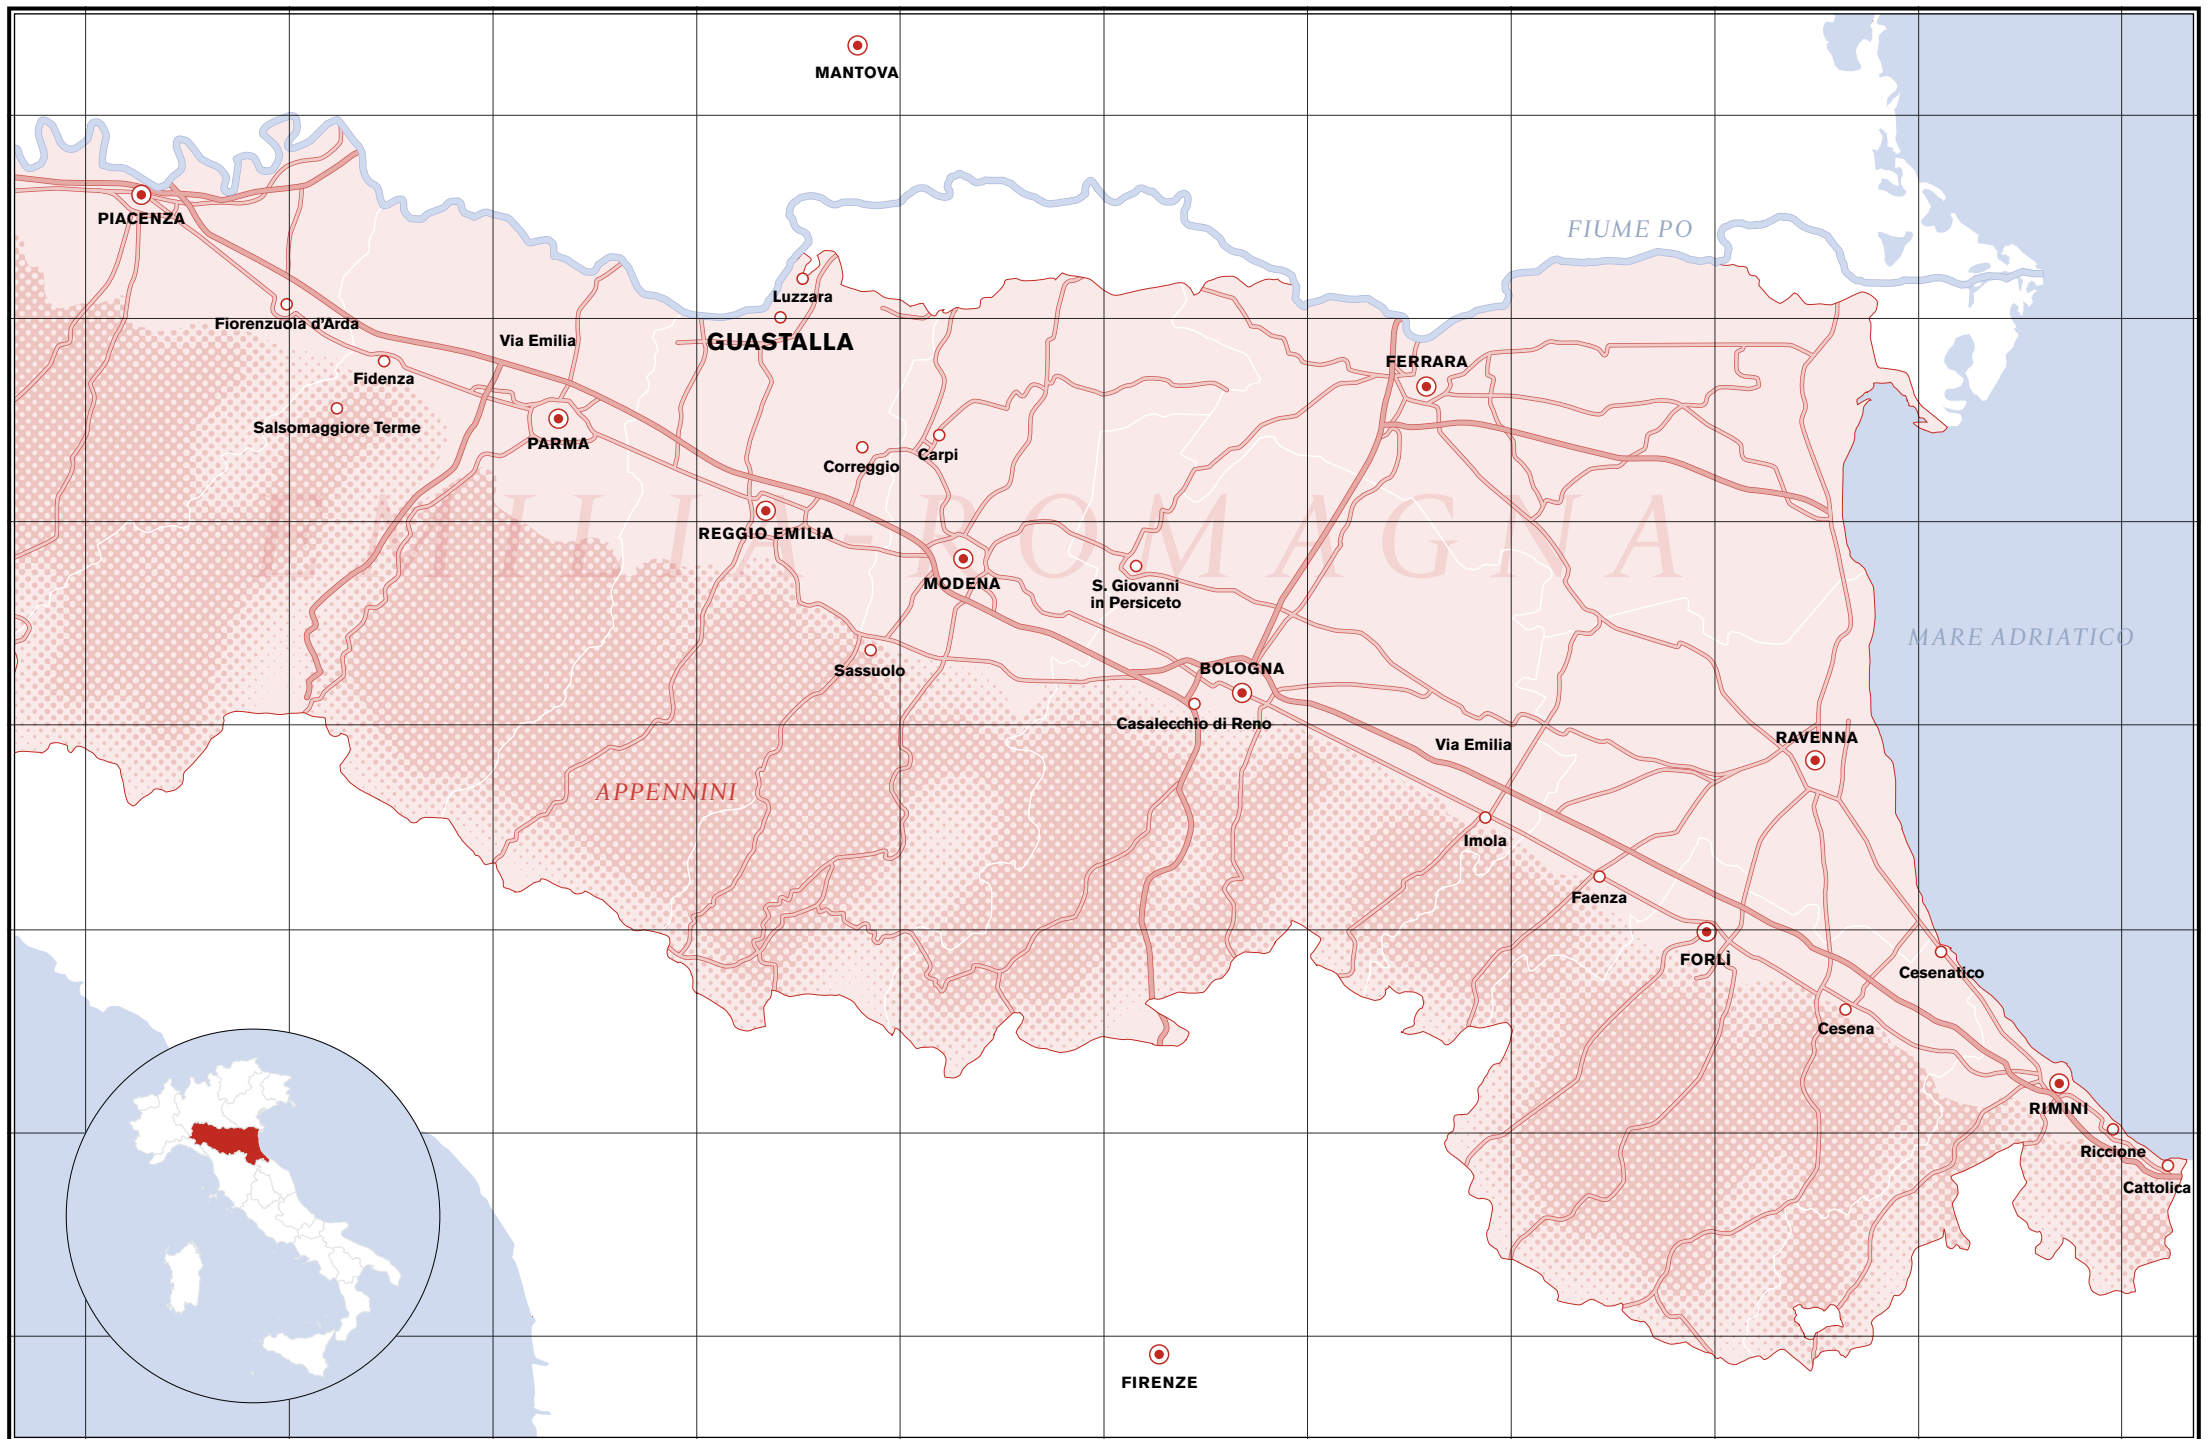 MANTOVA
PIACENZA
FIUME PO
Luzzara
Fiorenzuola d'Arda
Via Emilia
GUASTALLA
FERRARA
Fidenza
Salsomaggiore Terme
PARMA
Correggio
Carpi
EMILIA-ROMAGNA
REGGIO EMILIA
MODENA
S. Giovanni
in Persiceto
MARE ADRIATICO
Sassuolo
BOLOGNA
Casalecchio di Reno
Via Emilia
RAVENNA
APPENNINI
Imola
Faenza
FORLÌ
Cesenatico
Cesena
RIMINI
Riccione
Cattolica
FIRENZE